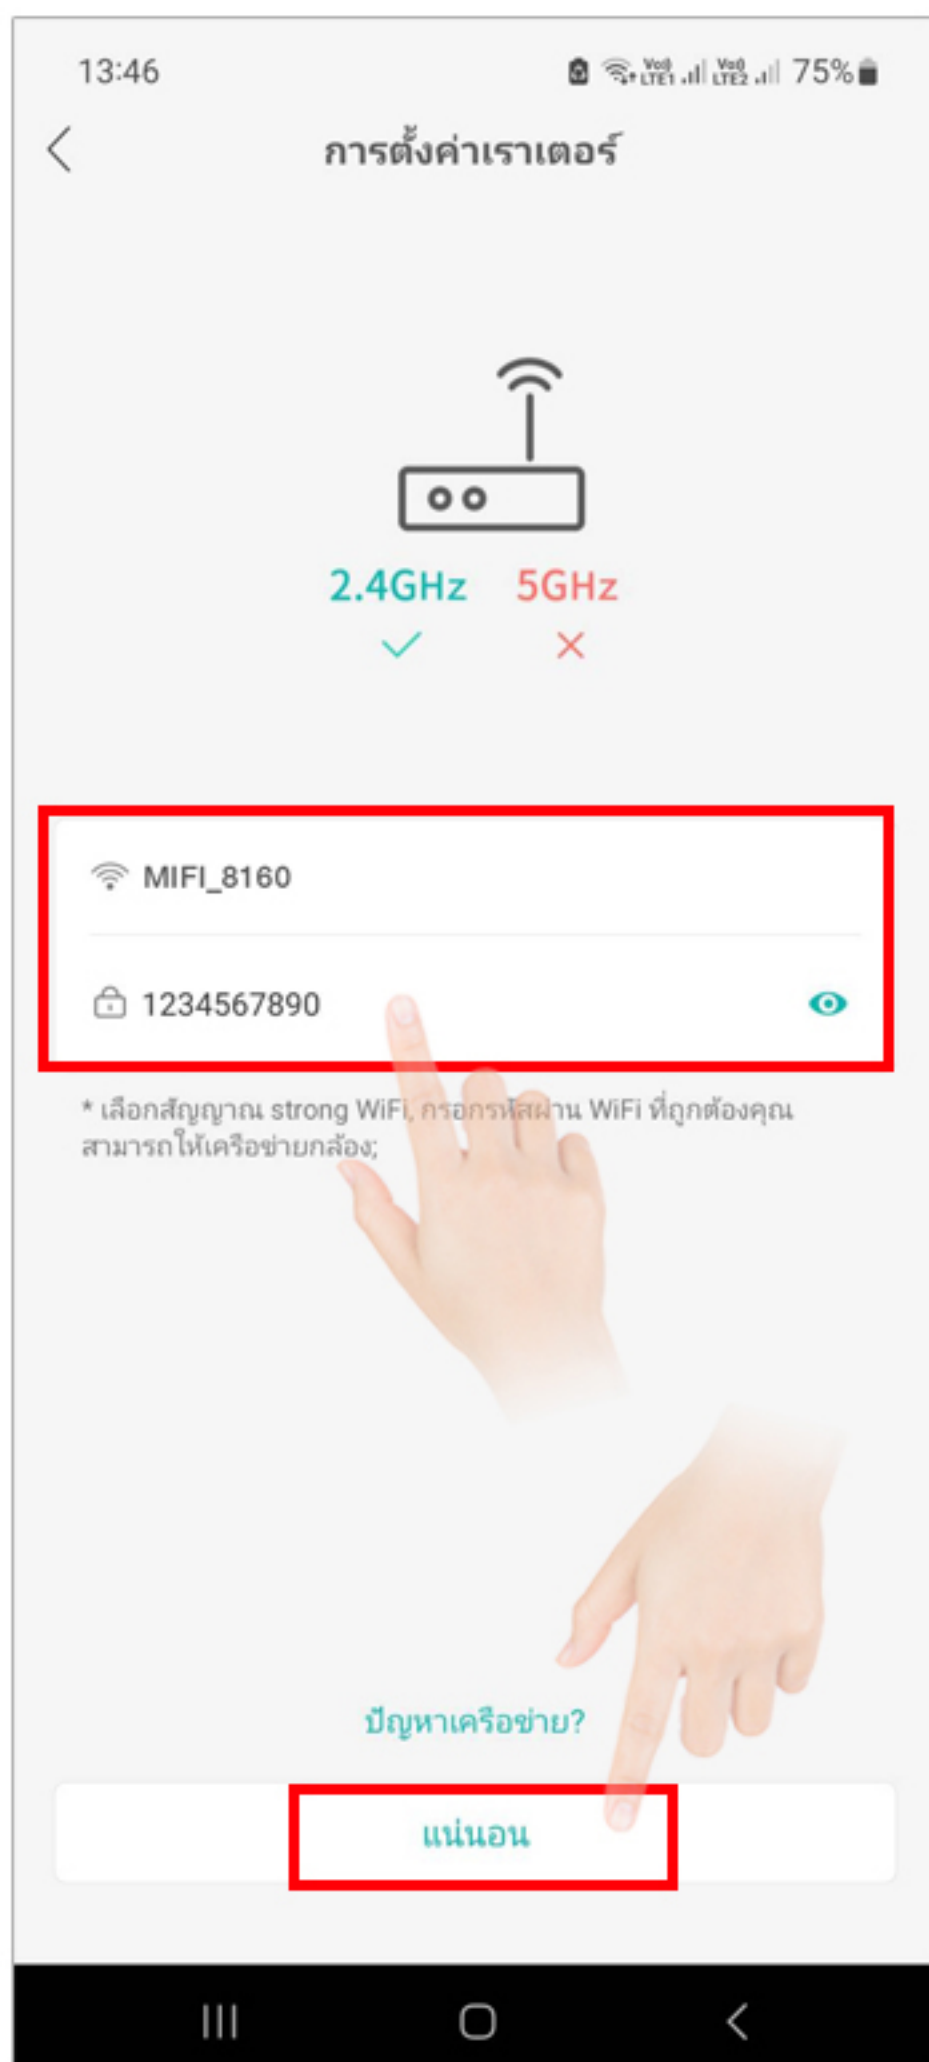 13:46
Vo)) LTE1 Vo)) LTE2 75%
การตั้งค่าเราเตอร์
2.4GHz 5GHz
MIFI_8160
1234567890
* เลือกสัญญาณ strong WiFi, กรอกรหัสผ่าน WiFi ที่ถูกต้องคุณ
สามารถให้เครือข่ายกล้อง;
ปัญหาเครือข่าย?
แน่นอน